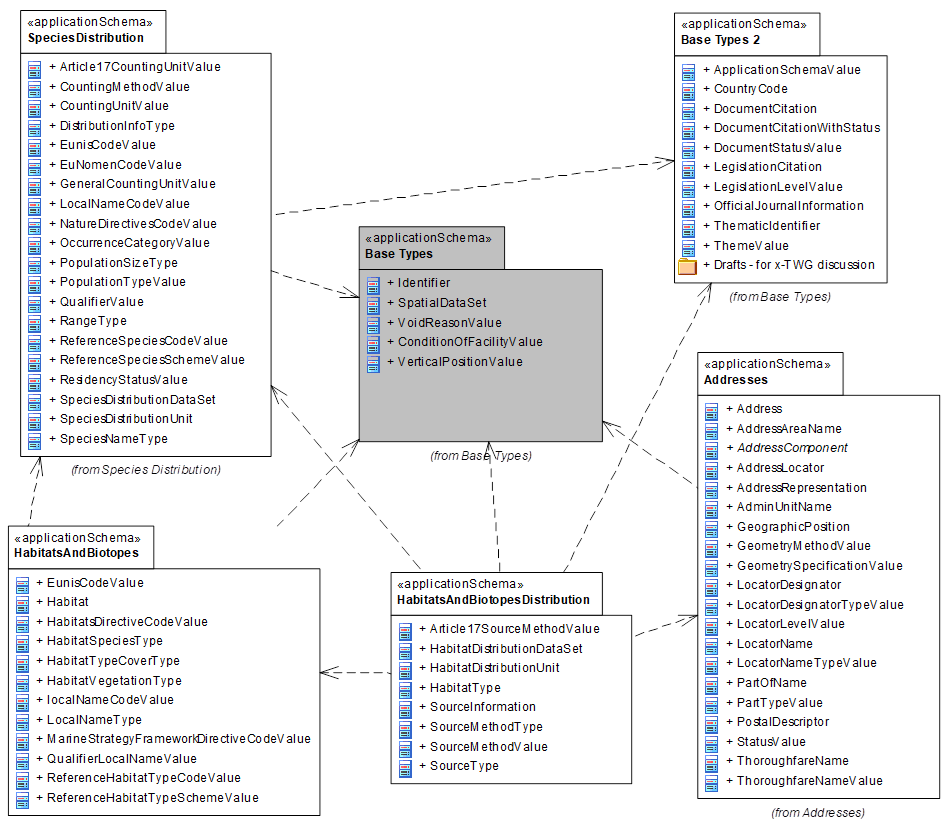 «applicationSchema»
SpeciesDistribution
+ Article17CountingUnitValue
+ CountingMethodValue
+ CountingUnitValue
+ DistributionInfoType
+ EunisCodeValue
+ EuNomenCodeValue
+ GeneralCountingUnitValue
+ LocalNameCodeValue
+ NatureDirectivesCodeValue
+ OccurrenceCategoryValue
+ PopulationSizeType
+ PopulationTypeValue
+ QualifierValue
+ RangeType
+ ReferenceSpeciesCodeValue
+ ReferenceSpeciesSchemeValue
+ ResidencyStatusValue
+ SpeciesDistributionDataSet
+ SpeciesDistributionUnit
+ SpeciesNameType
(from Species Distribution)
«applicationSchema»
Base Types 2
+ ApplicationSchemaValue
+ CountryCode
+ DocumentCitation
+ DocumentCitationWithStatus
+ DocumentStatusValue
+ LegislationCitation
+ LegislationLevelValue
+ OfficialJournalInformation
+ ThematicIdentifier
+ ThemeValue
+ Drafts - for x-TWG discussion
(from Base Types)
«applicationSchema»
Base Types
+ Identifier
+ SpatialDataSet
+ VoidReasonValue
+ ConditionOfFacilityValue
+ VerticalPositionValue
(from Base Types)
«applicationSchema»
Addresses
+ Address
+ AddressAreaName
+ AddressComponent
+ AddressLocator
+ AddressRepresentation
+ AdminUnitName
+ GeographicPosition
+ GeometryMethodValue
+ GeometrySpecificationValue
+ LocatorDesignator
+ LocatorDesignatorTypeValue
+ LocatorLevelValue
+ LocatorName
+ LocatorNameTypeValue
+ PartOfName
+ PartTypeValue
+ PostalDescriptor
+ StatusValue
+ ThoroughfareName
+ ThoroughfareNameValue
(from Addresses)
«applicationSchema»
HabitatsAndBiotopes
+ EunisCodeValue
+ Habitat
+ HabitatsDirectiveCodeValue
+ HabitatSpeciesType
+ HabitatTypeCoverType
+ HabitatVegetationType
+ localNameCodeValue
+ LocalNameType
+ MarineStrategyFrameworkDirectiveCodeValue
+ QualifierLocalNameValue
+ ReferenceHabitatTypeCodeValue
+ ReferenceHabitatTypeSchemeValue
«applicationSchema»
HabitatsAndBiotopesDistribution
+ Article17SourceMethodValue
+ HabitatDistributionDataSet
+ HabitatDistributionUnit
+ HabitatType
+ SourceInformation
+ SourceMethodType
+ SourceMethodValue
+ SourceType